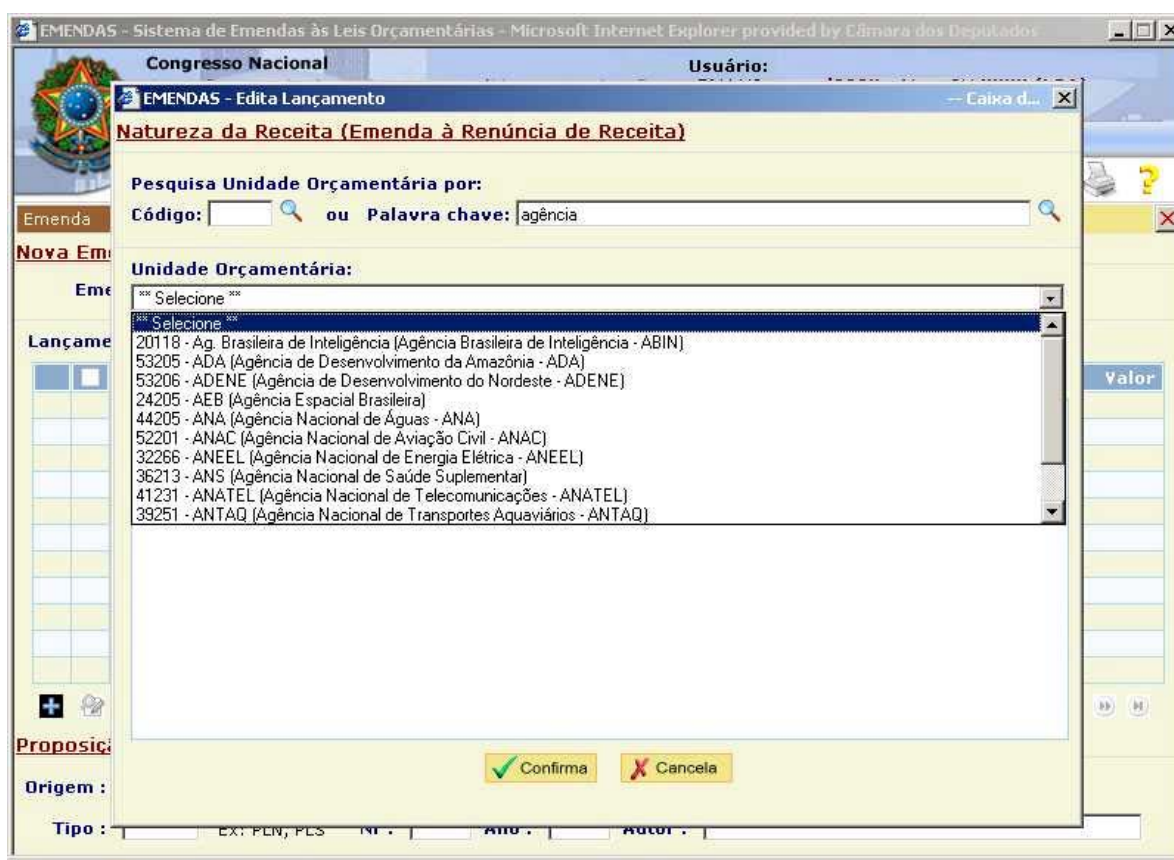 EMENDAS - Sistema de Emendas às Leis Orçamentárias - Microsoft Internet Explorer provided by Câmara dos Deputados
Congresso Nacional
Usuário:
EMENDAS - Edita Lançamento -- Caixa d...
Natureza da Receita (Emenda à Renúncia de Receita)
Pesquisa Unidade Orçamentária por:
Código: ou Palavra chave: agência
Emenda
Nova Em
Unidade Orçamentária:
Eme
** Selecione **
** Selecione **
Lançame
20118 - Ag. Brasileira de Inteligência (Agência Brasileira de Inteligência - ABIN)
53205 - ADA (Agência de Desenvolvimento da Amazônia - ADA)
53206 - ADENE (Agência de Desenvolvimento do Nordeste - ADENE)
Valor
24205 - AEB (Agência Espacial Brasileira)
44205 - ANA (Agência Nacional de Águas - ANA)
52201 - ANAC (Agência Nacional de Aviação Civil - ANAC)
32266 - ANEEL (Agência Nacional de Energia Elétrica - ANEEL)
36213 - ANS (Agência Nacional de Saúde Suplementar)
41231 - ANATEL (Agência Nacional de Telecomunicações - ANATEL)
39251 - ANTAQ (Agência Nacional de Transportes Aquaviários - ANTAQ)
Proposiç
Confirma Cancela
Origem :
Tipo : Ex: PLN, PLS Nr : Ano : Autor :